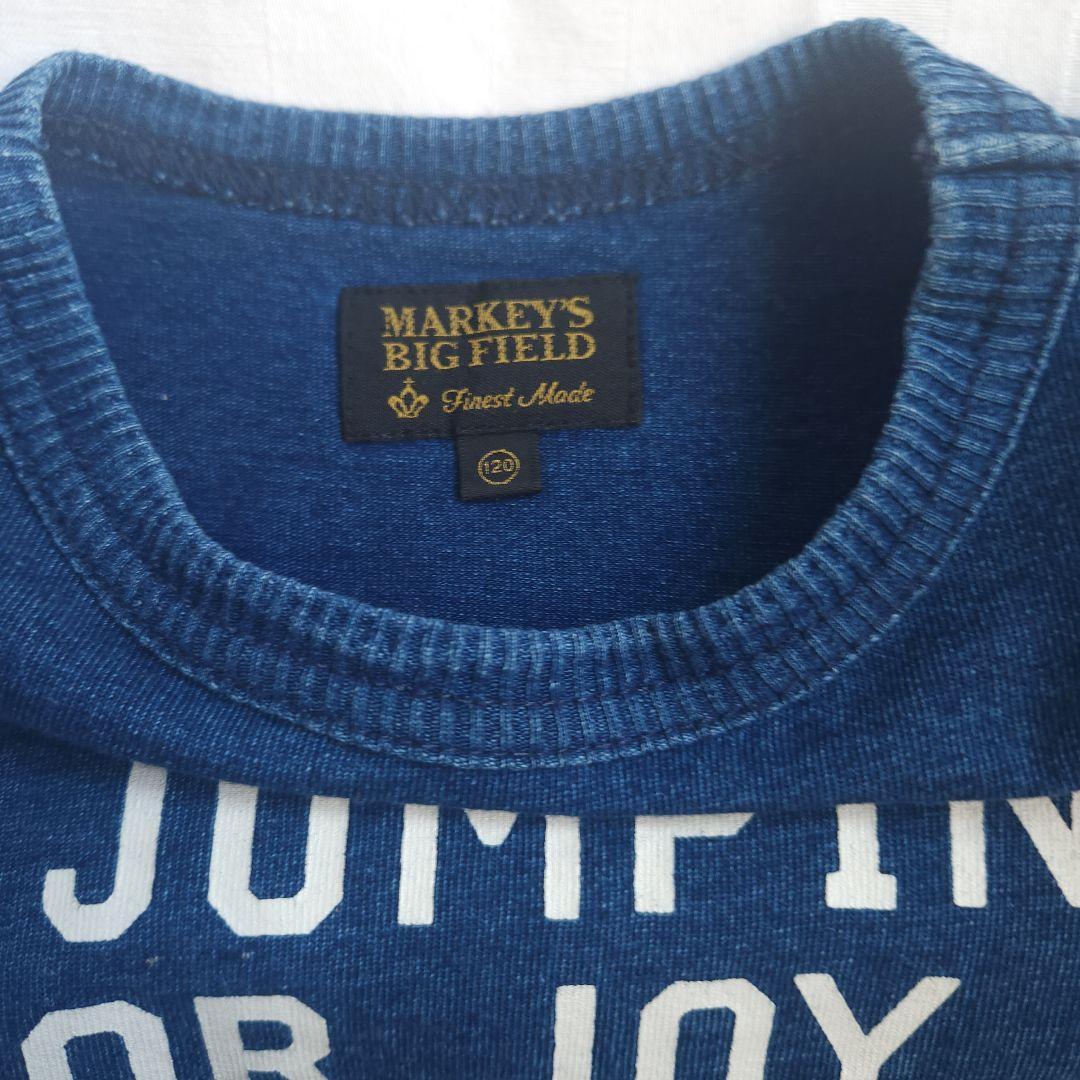 MARKEY'S
BIG FIELD
Finest Made
120
JUMPIN
OR JOY